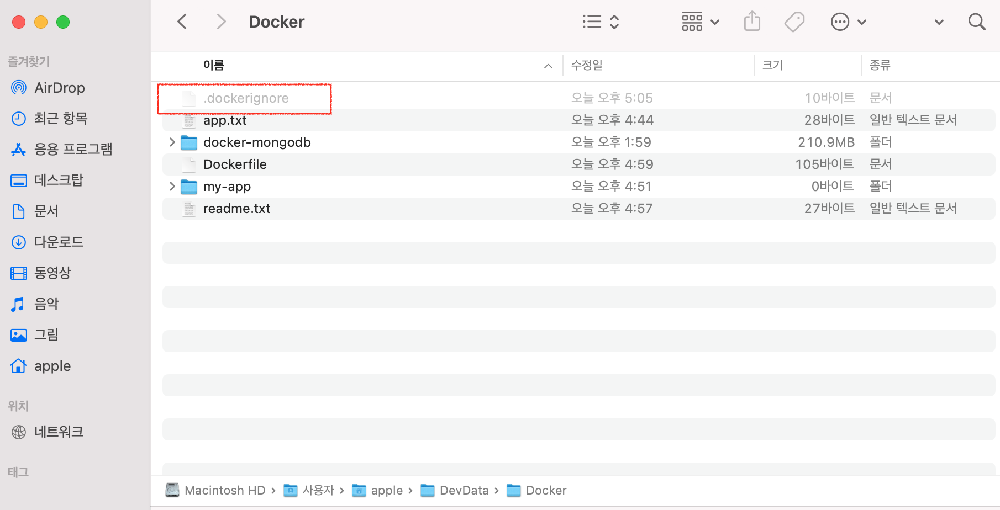 Docker
즐겨찾기
AirDrop
최근 항목
응용 프로그램
데스크탑
문서
다운로드
동영상
음악
그림
apple
위치
네트워크
태그
이름 수정일 크기 종류
.dockerignore 오늘 오후 5:05 10바이트 문서
app.txt 오늘 오후 4:44 28바이트 일반 텍스트 문서
docker-mongodb 오늘 오후 1:59 210.9MB 폴더
Dockerfile 오늘 오후 4:59 105바이트 문서
my-app 오늘 오후 4:51 0바이트 폴더
readme.txt 오늘 오후 4:57 27바이트 일반 텍스트 문서
Macintosh HD › 사용자 › apple › DevData › Docker